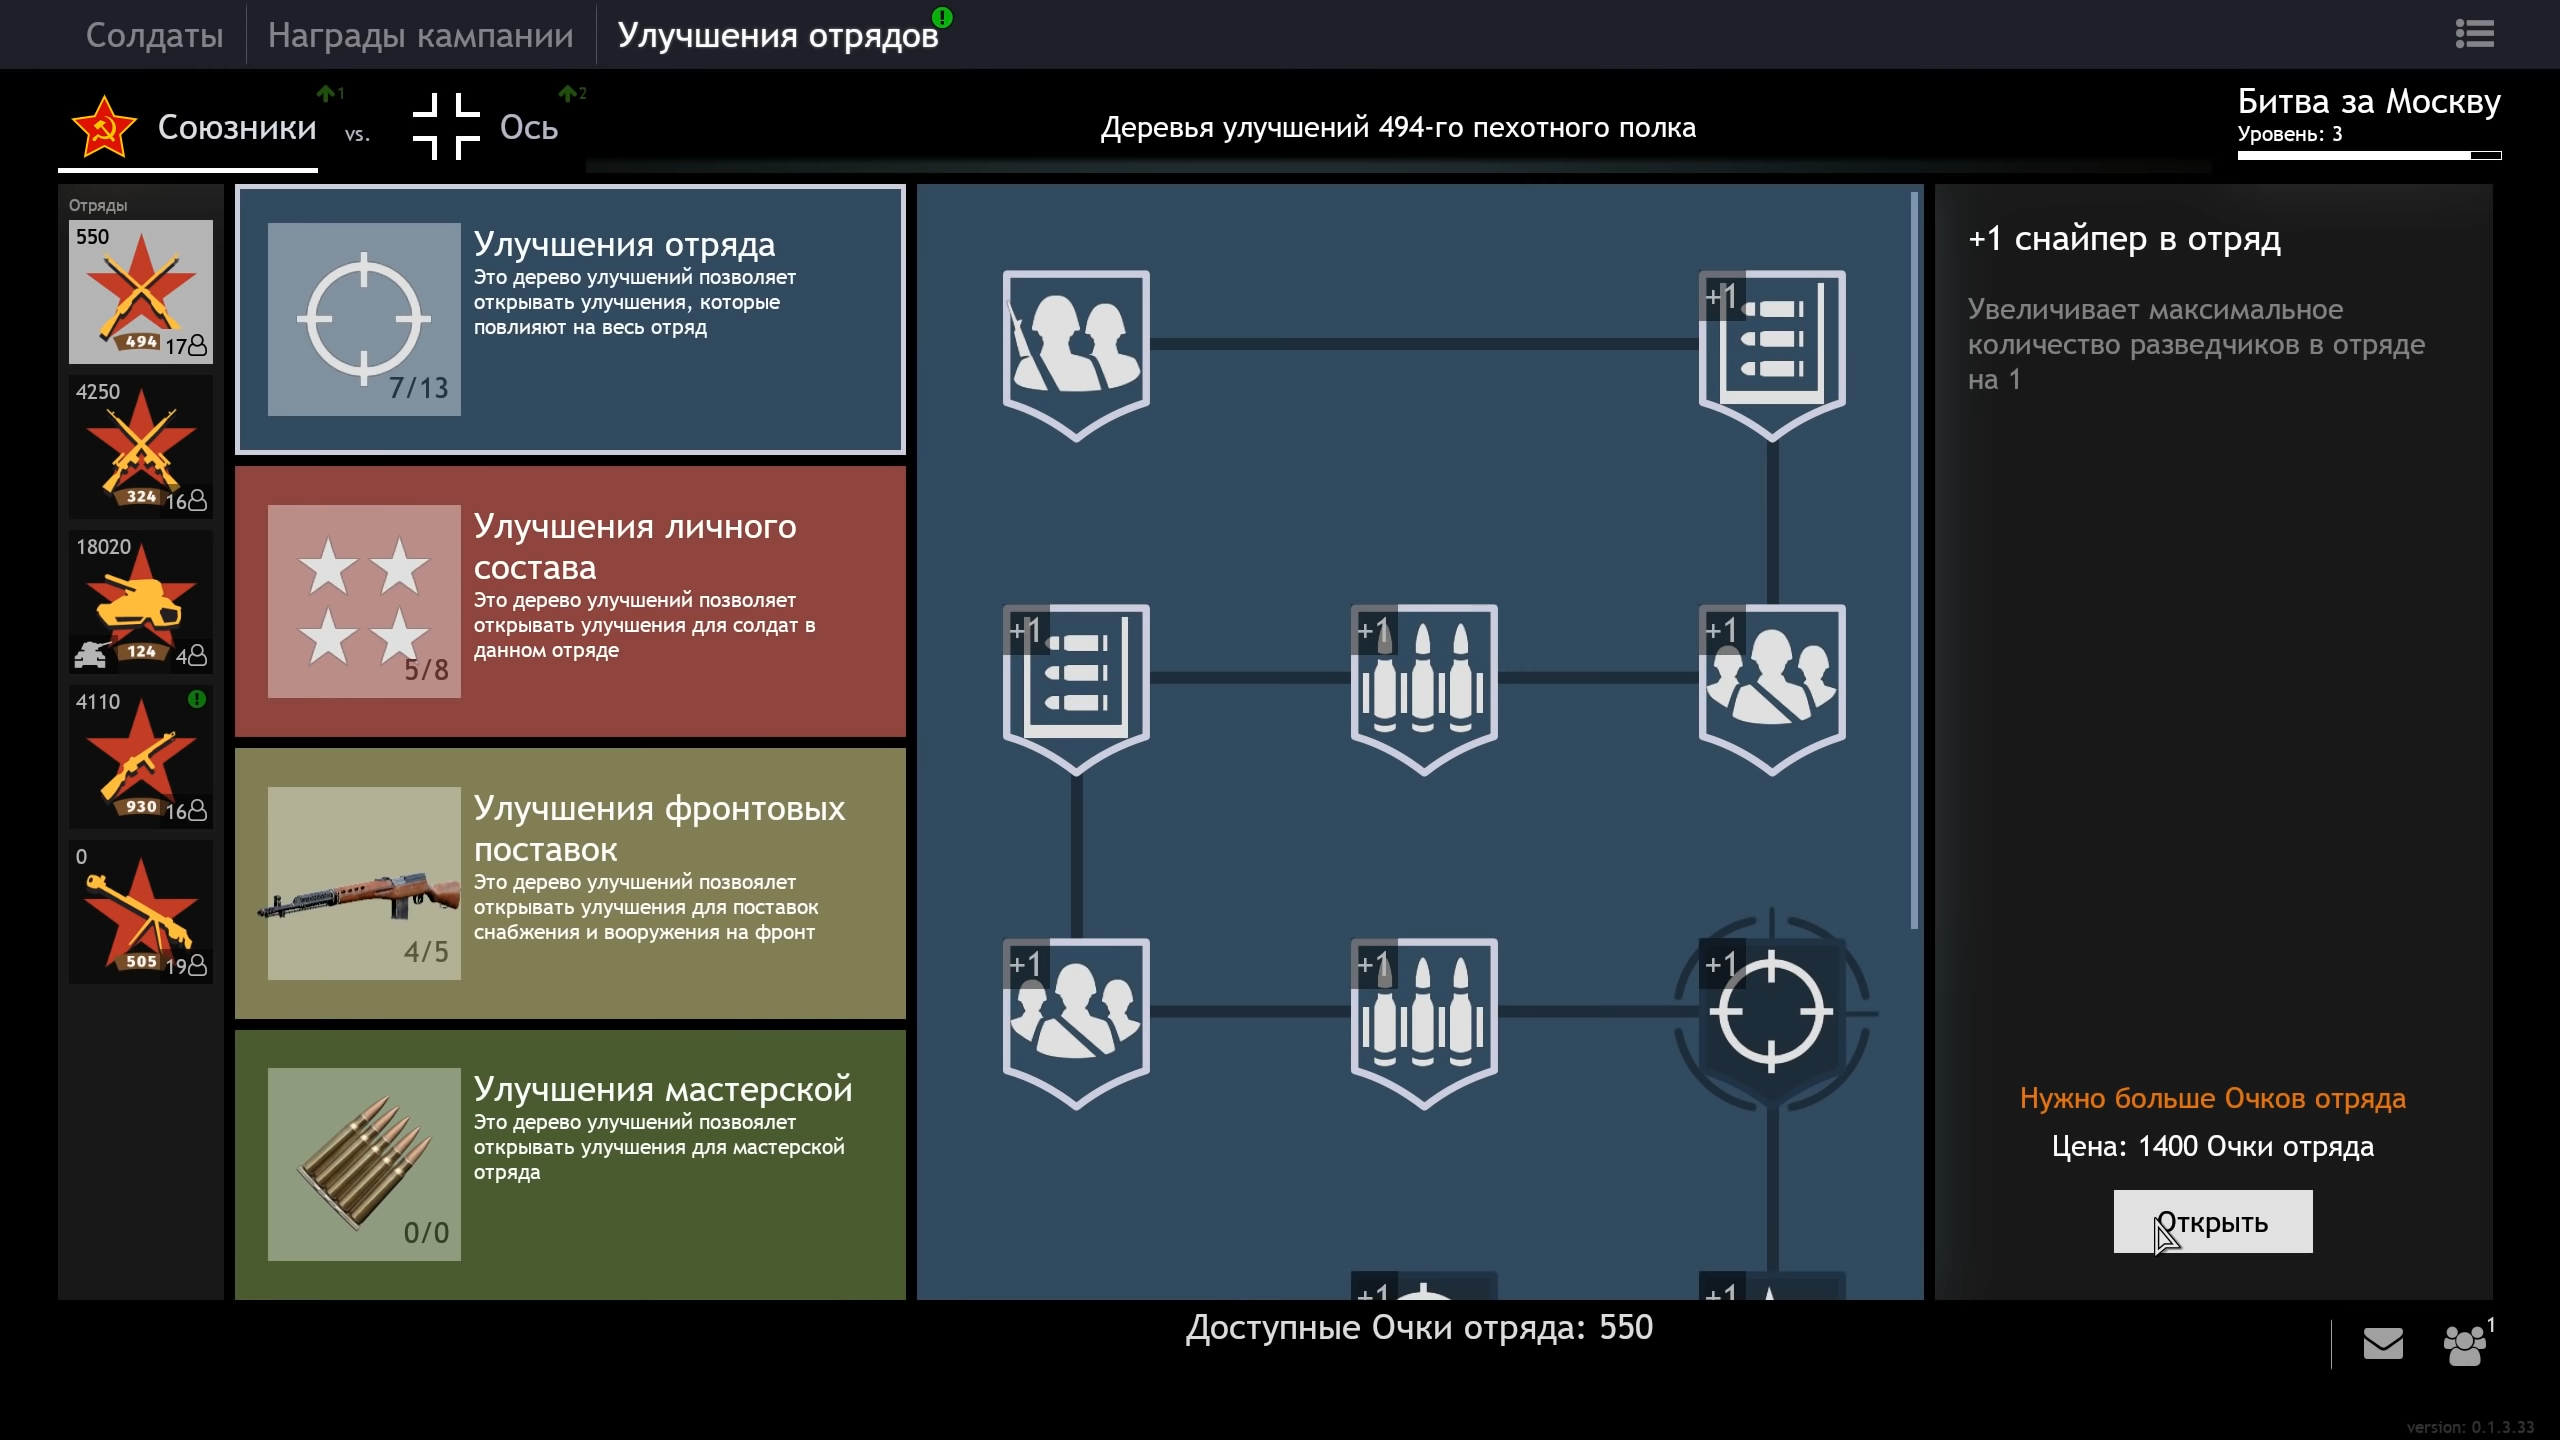 Солдаты
Награды кампании
Улучшения отрядов
Союзники
1
vs.
Ось
2
Деревья улучшений 494-го пехотного полка
Битва за Москву
Уровень: 3
Отряды
550
494
17
4250
324
16
18020
124
4
4110
930
16
0
505
19
Улучшения отряда
Это дерево улучшений позволяет
открывать улучшения, которые
повлияют на весь отряд
7/13
Улучшения личного
состава
Это дерево улучшений позволяет
открывать улучшения для солдат в
данном отряде
5/8
Улучшения фронтовых
поставок
Это дерево улучшений позвоялет
открывать улучшения для поставок
снабжения и вооружения на фронт
4/5
Улучшения мастерской
Это дерево улучшений позвоялет
открывать улучшения для мастерской
отряда
0/0
+1
+1
+1
+1
+1
+1
+1
+1
+1
+1 снайпер в отряд
Увеличивает максимальное
количество разведчиков в отряде
на 1
Нужно больше Очков отряда
Цена: 1400 Очки отряда
Открыть
Доступные Очки отряда: 550
1
version: 0.1.3.33